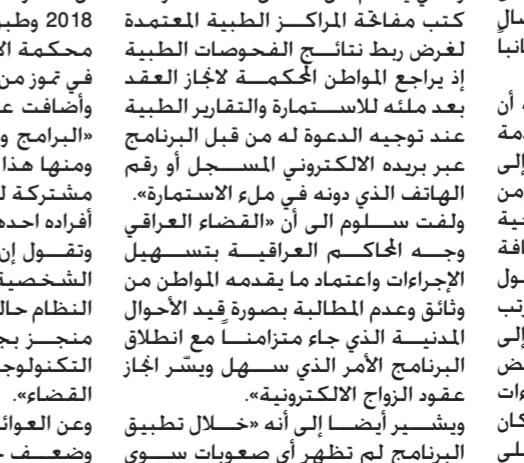 كتب مفاتحة المراكز الطبية المعتمدة
لغرض ربط نتائج الفحوصات الطبية
إذ يراجع المواطن المحكمة لانجاز العقد
بعد ملئه للاستمارة والتقارير الطبية
عند توجيه الدعوة له من قبل البرنامج
عبر بريده الالكتروني المسجل أو رقم
الهاتف الذي دونه في ملء الاستمارة».
ولفت سلوم الى أن «القضاء العراقي
وجه المحاكم العراقية بتسهيل
الإجراءات واعتماد ما يقدمه المواطن من
وثائق وعدم المطالبة بصورة قيد الأحوال
المدنية الذي جاء متزامناً مع انطلاق
البرنامج الأمر الذي سهل ويسّر انجاز
عقود الزواج الالكترونية».
ويشير أيضا إلى أنه «خلال تطبيق
البرنامج لم تظهر أي صعوبات سوى
2018 وطب
محكمة الا
في تموز من
وأضافت ع
«البرامج و
ومنها هذا
مشتركة ل
أفراده احده
وتقول إن
الشخصية
النظام حال
منجز بج
التكنولوج
القضاء».
وعن العوائ
وضعف